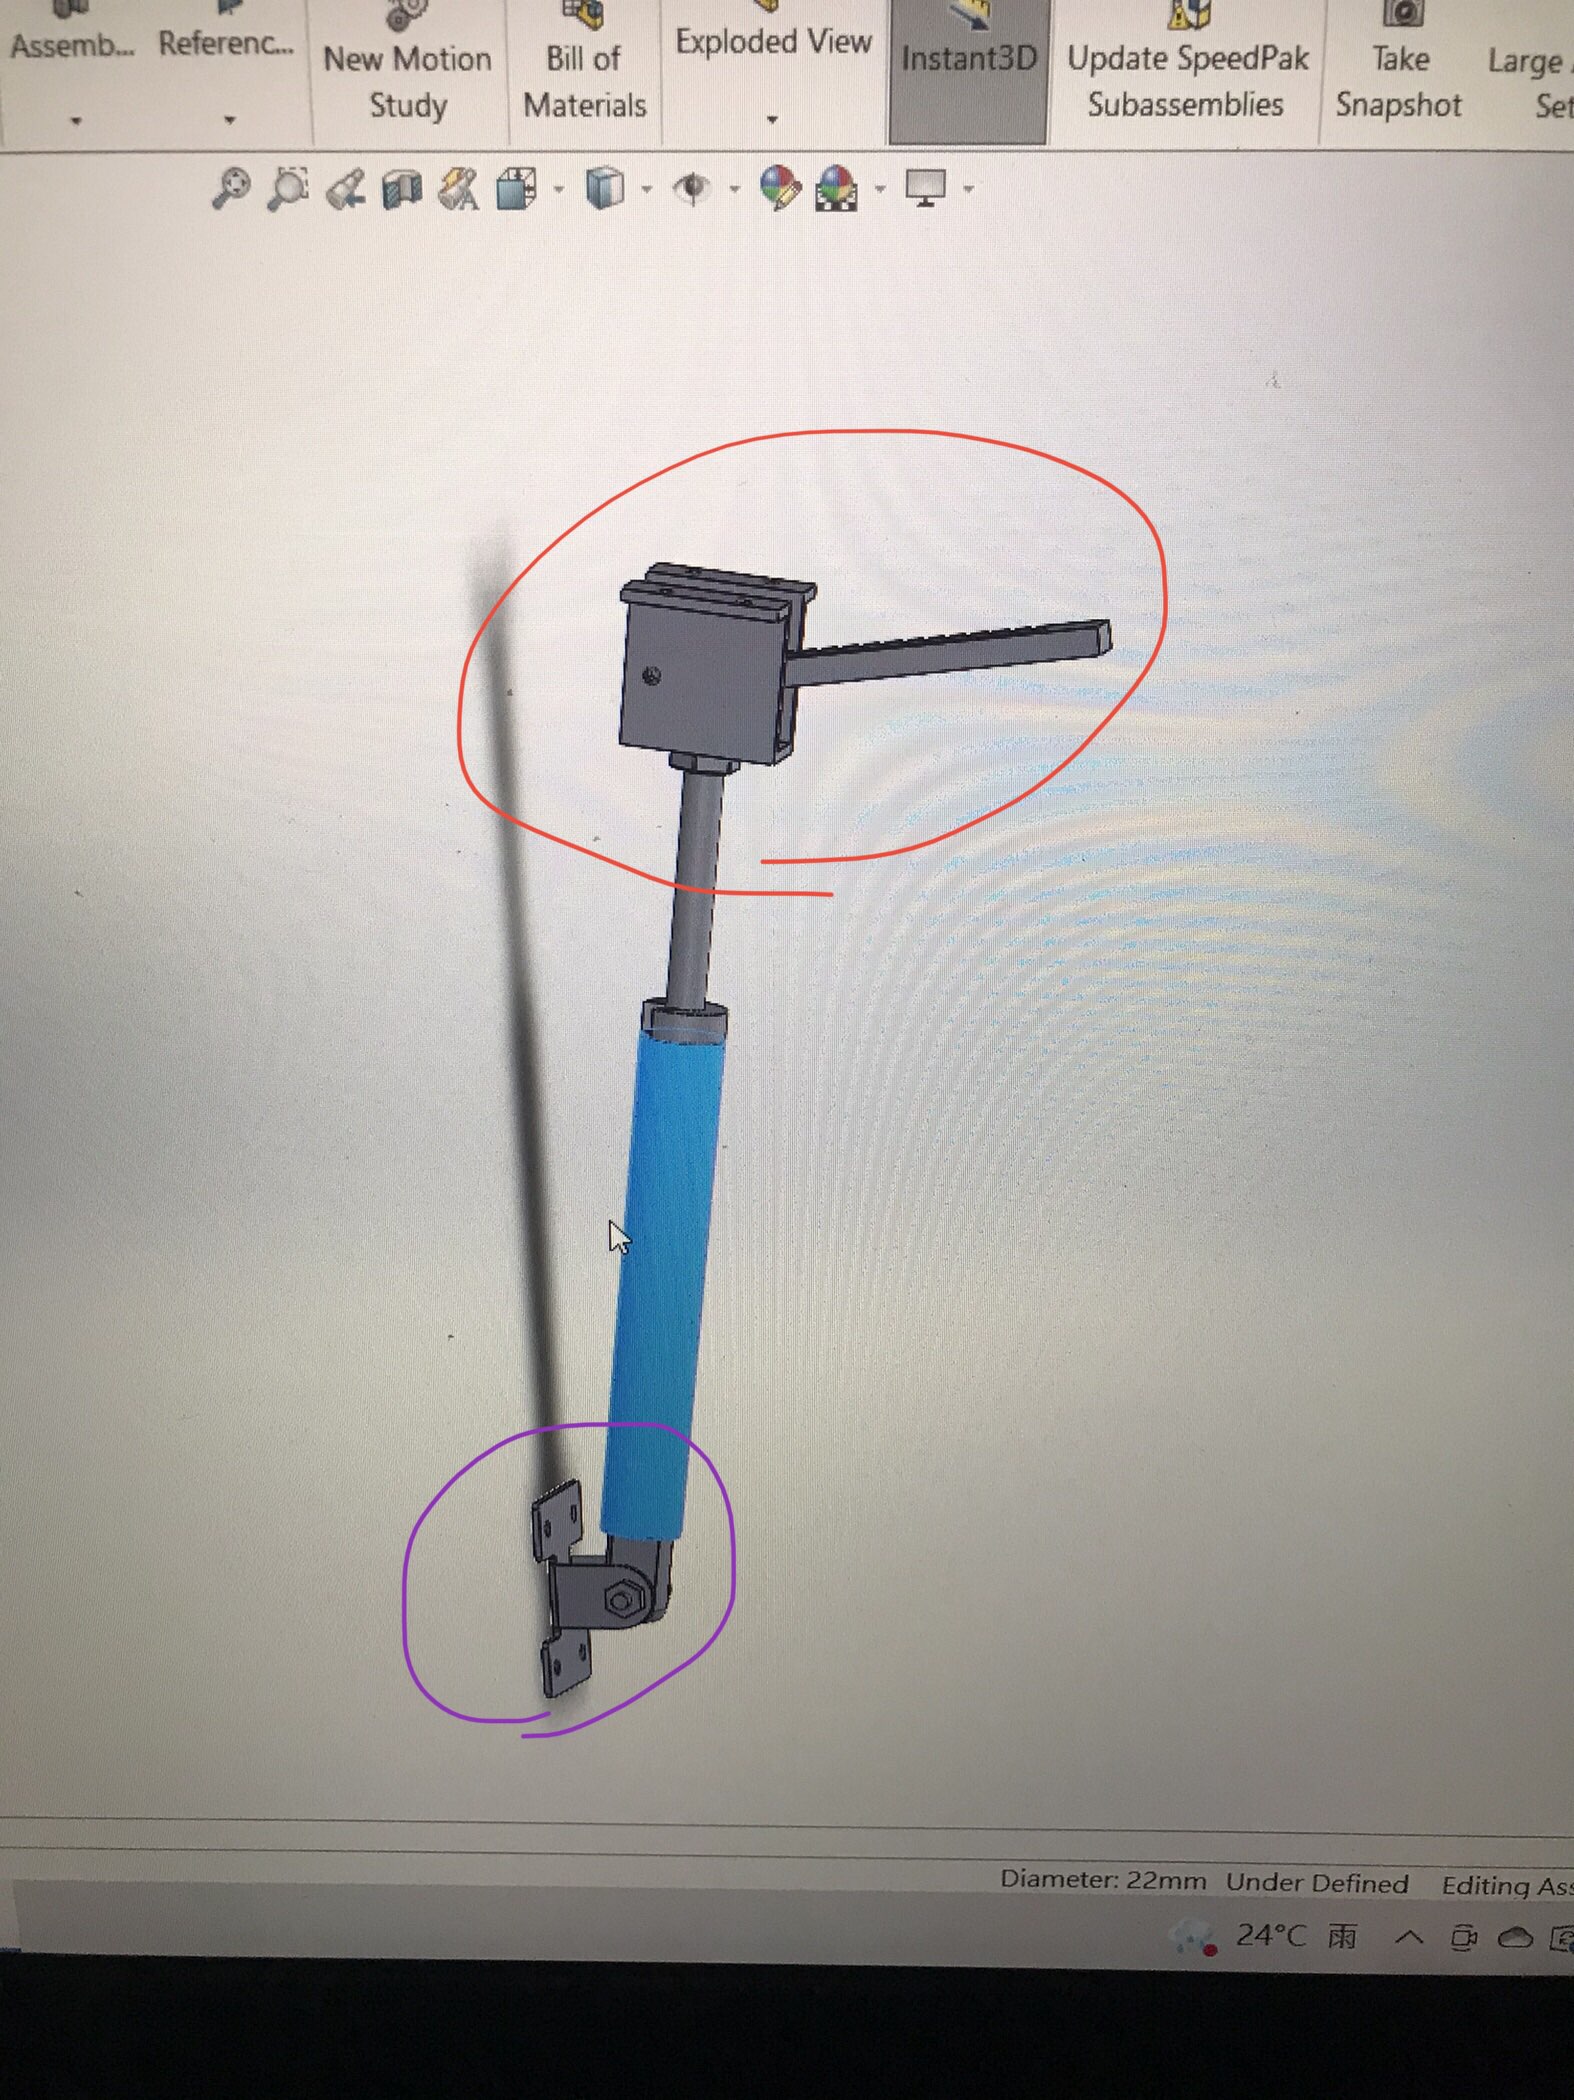 Assemb...
Referenc...
New Motion
Study
Bill of
Materials
Exploded View
Instant3D
Update SpeedPak
Subassemblies
Take
Snapshot
Large
Set
Diameter: 22mm Under Defined Editing Ass
24°C 雨